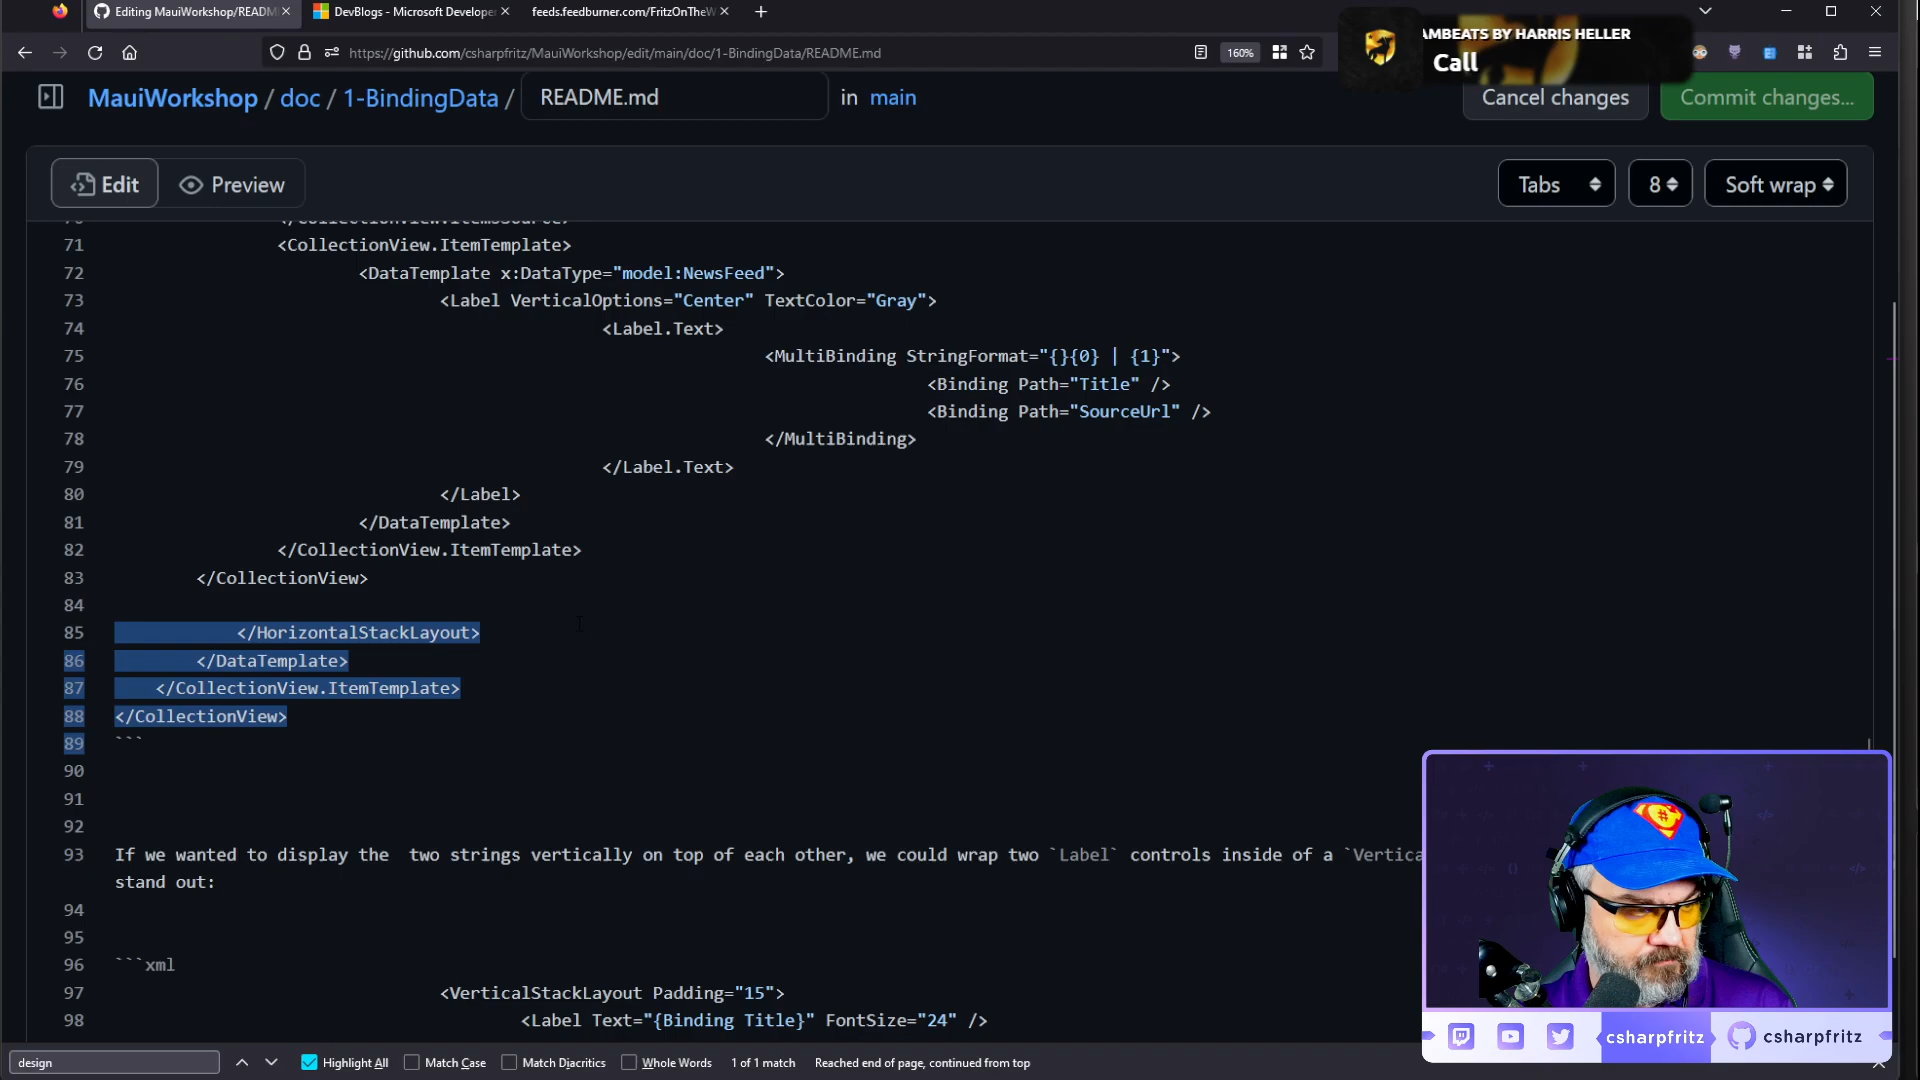 Editing MauiWorkshop/READM
DevBlogs - Microsoft Develope
feeds.feedburner.com/FritzOnTheW
https://github.com/csharpfritz/MauiWorkshop/edit/main/doc/1-BindingData/README.md
160%
AMBEATS BY HARRIS HELLER
Call
MauiWorkshop / doc / 1-BindingData / README.md in main
Cancel changes
Commit changes...
Edit
Preview
Tabs
8
Soft wrap
70 </CollectionView.ItemsSource>
71 <CollectionView.ItemTemplate>
72 <DataTemplate x:DataType="model:NewsFeed">
73 <Label VerticalOptions="Center" TextColor="Gray">
74 <Label.Text>
75 <MultiBinding StringFormat="{}{0} | {1}">
76 <Binding Path="Title" />
77 <Binding Path="SourceUrl" />
78 </MultiBinding>
79 </Label.Text>
80 </Label>
81 </DataTemplate>
82 </CollectionView.ItemTemplate>
83 </CollectionView>
84
85 </HorizontalStackLayout>
86 </DataTemplate>
87 </CollectionView.ItemTemplate>
88 </CollectionView>
89 ```
90
91
92
93 If we wanted to display the  two strings vertically on top of each other, we could wrap two `Label` controls inside of a `Vertica
stand out:
94
95
96 ```xml
97 <VerticalStackLayout Padding="15">
98 <Label Text="{Binding Title}" FontSize="24" />
csharpfritz
csharpfritz
design
Highlight All
Match Case
Match Diacritics
Whole Words
1 of 1 match
Reached end of page, continued from top